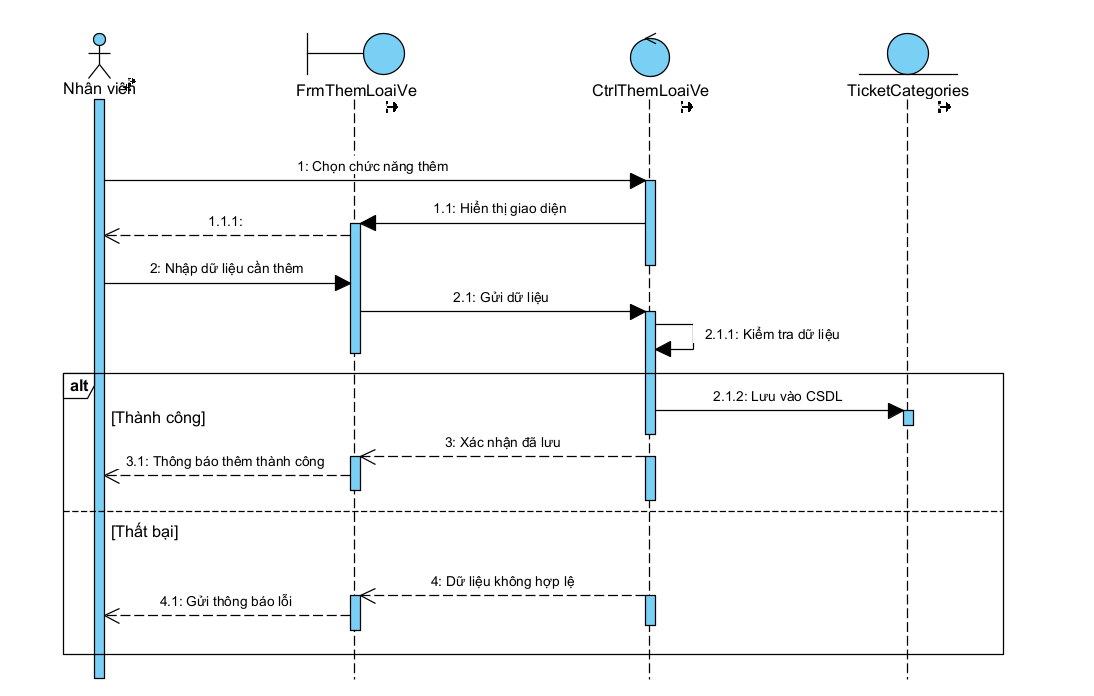 Nhân viên
FrmThemLoaiVe
CtrlThemLoaiVe
TicketCategories
1: Chọn chức năng thêm
1.1: Hiển thị giao diện
1.1.1:
2: Nhập dữ liệu cần thêm
2.1: Gửi dữ liệu
2.1.1: Kiểm tra dữ liệu
alt
2.1.2: Lưu vào CSDL
[Thành công]
3: Xác nhận đã lưu
3.1: Thông báo thêm thành công
[Thất bại]
4: Dữ liệu không hợp lệ
4.1: Gửi thông báo lỗi